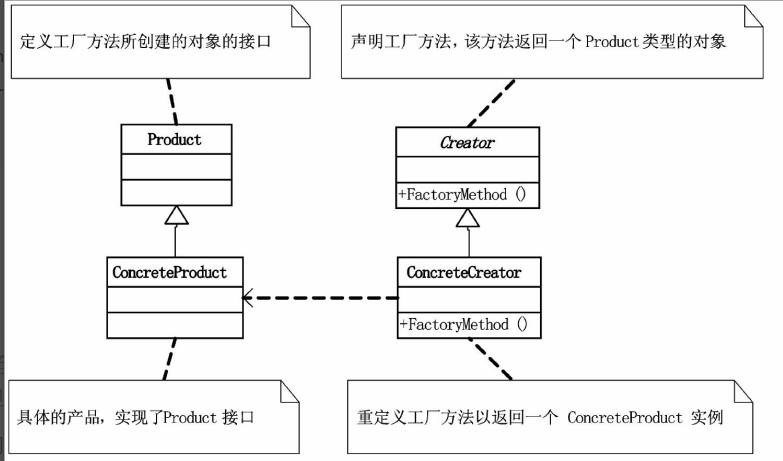 定义工厂方法所创建的对象的接口
声明工厂方法，该方法返回一个Product类型的对象
Product
Creator
+FactoryMethod ()
ConcreteProduct
ConcreteCreator
+FactoryMethod ()
具体的产品，实现了Product 接口
重定义工厂方法以返回一个 ConcreteProduct 实例